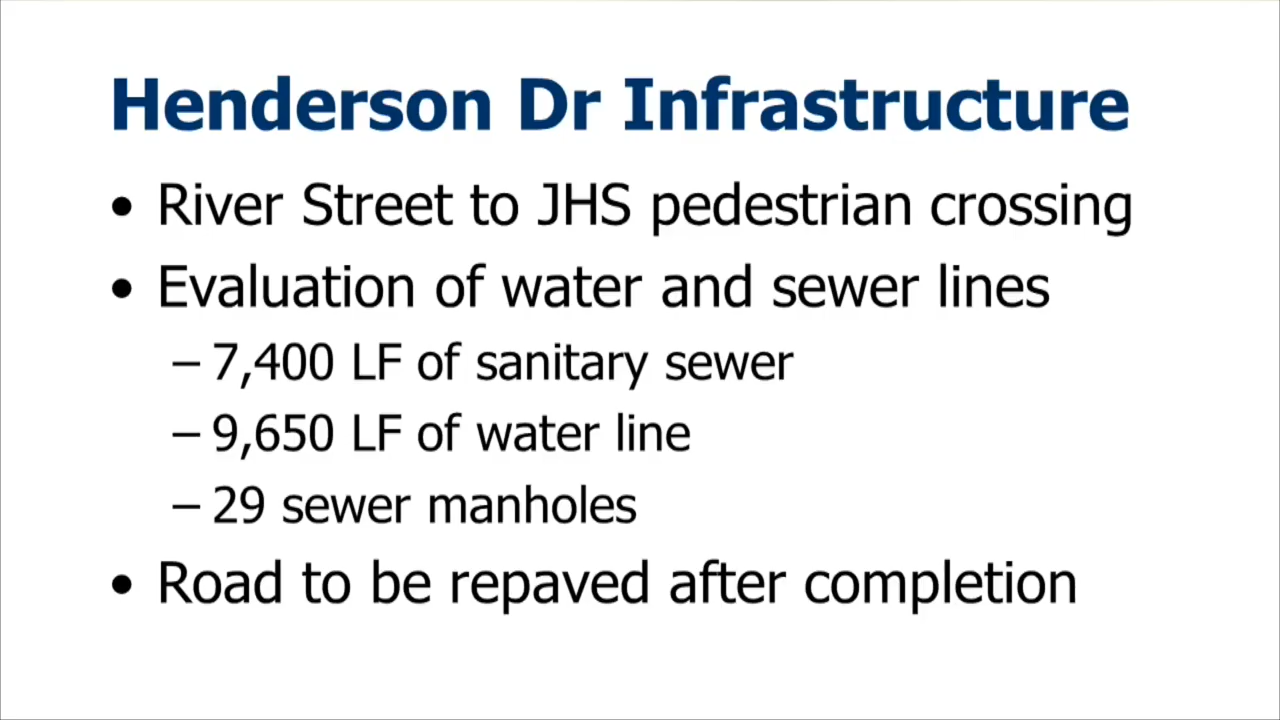 Henderson Dr Infrastructure
• River Street to JHS pedestrian crossing
• Evaluation of water and sewer lines
– 7,400 LF of sanitary sewer
– 9,650 LF of water line
– 29 sewer manholes
• Road to be repaved after completion